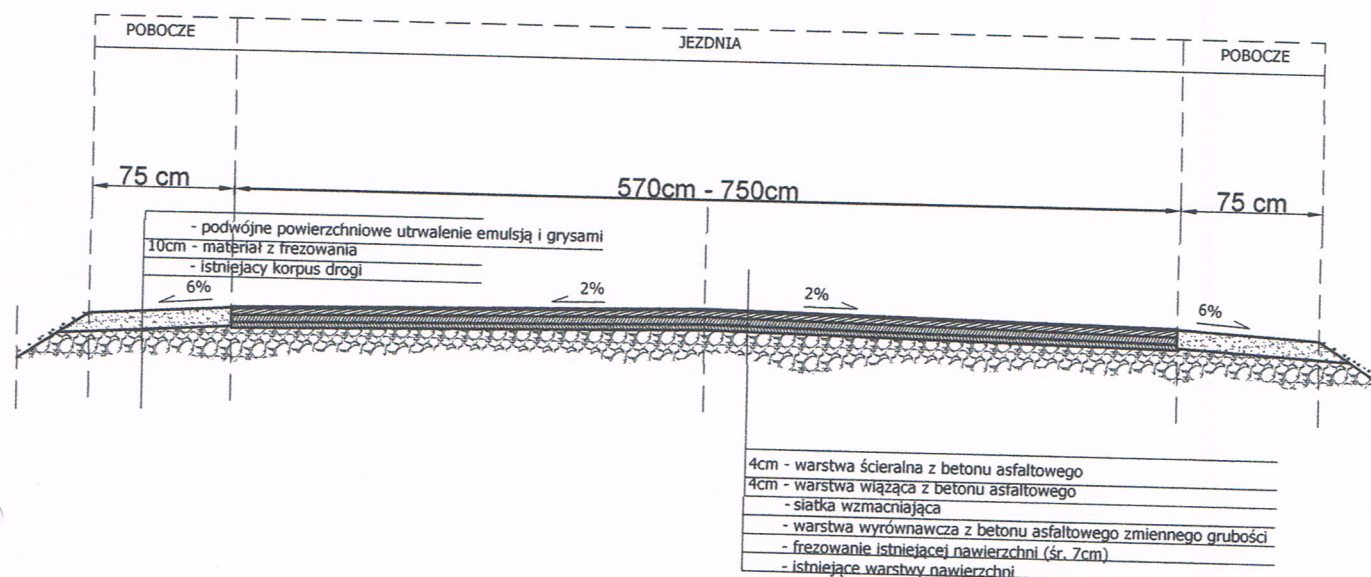 POBOCZE
JEZDNIA
POBOCZE
75 cm
570cm - 750cm
75 cm
- podwójne powierzchniowe utrwalenie emulsją i grysami
10cm - materiał z frezowania
- istniejacy korpus drogi
6%
2%
2%
6%
4cm - warstwa ścieralna z betonu asfaltowego
4cm - warstwa wiążąca z betonu asfaltowego
- siatka wzmacniająca
- warstwa wyrównawcza z betonu asfaltowego zmiennego grubości
- frezowanie istniejącej nawierzchni (śr. 7cm)
- istniejące warstwy nawierzchni